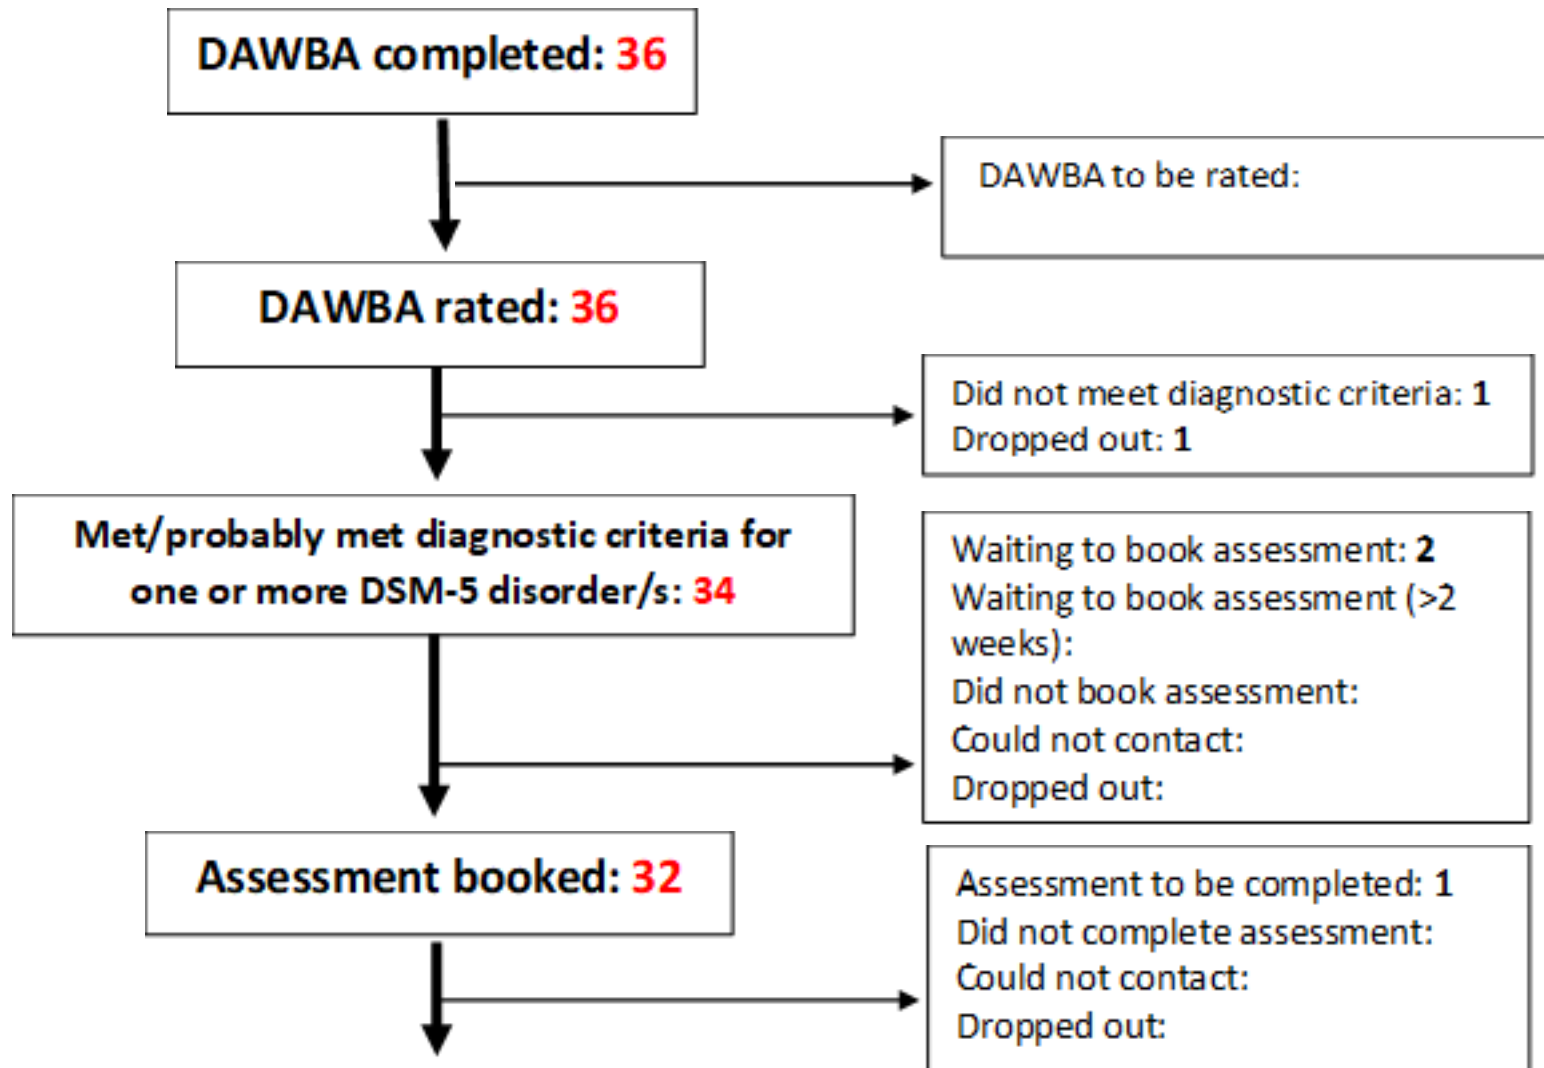 DAWBA completed: 36
DAWBA to be rated:
DAWBA rated: 36
Did not meet diagnostic criteria: 1
Dropped out: 1
Met/probably met diagnostic criteria for
one or more DSM-5 disorder/s: 34
Waiting to book assessment: 2
Waiting to book assessment (>2
weeks):
Did not book assessment:
Could not contact:
Dropped out:
Assessment booked: 32
Assessment to be completed: 1
Did not complete assessment:
Could not contact:
Dropped out: